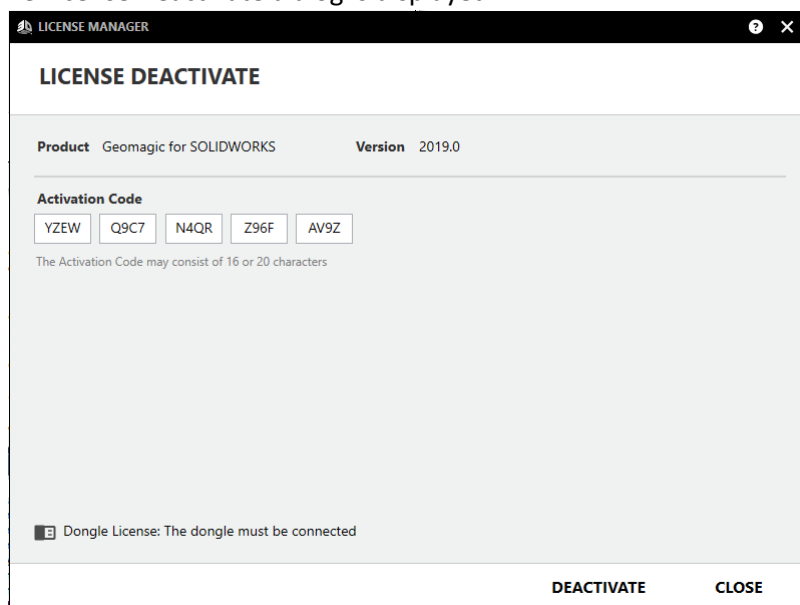 LICENSE MANAGER
LICENSE DEACTIVATE
Product Geomagic for SOLIDWORKS Version 2019.0
Activation Code
YZEW Q9C7 N4QR Z96F AV9Z
The Activation Code may consist of 16 or 20 characters
Dongle License: The dongle must be connected
DEACTIVATE CLOSE